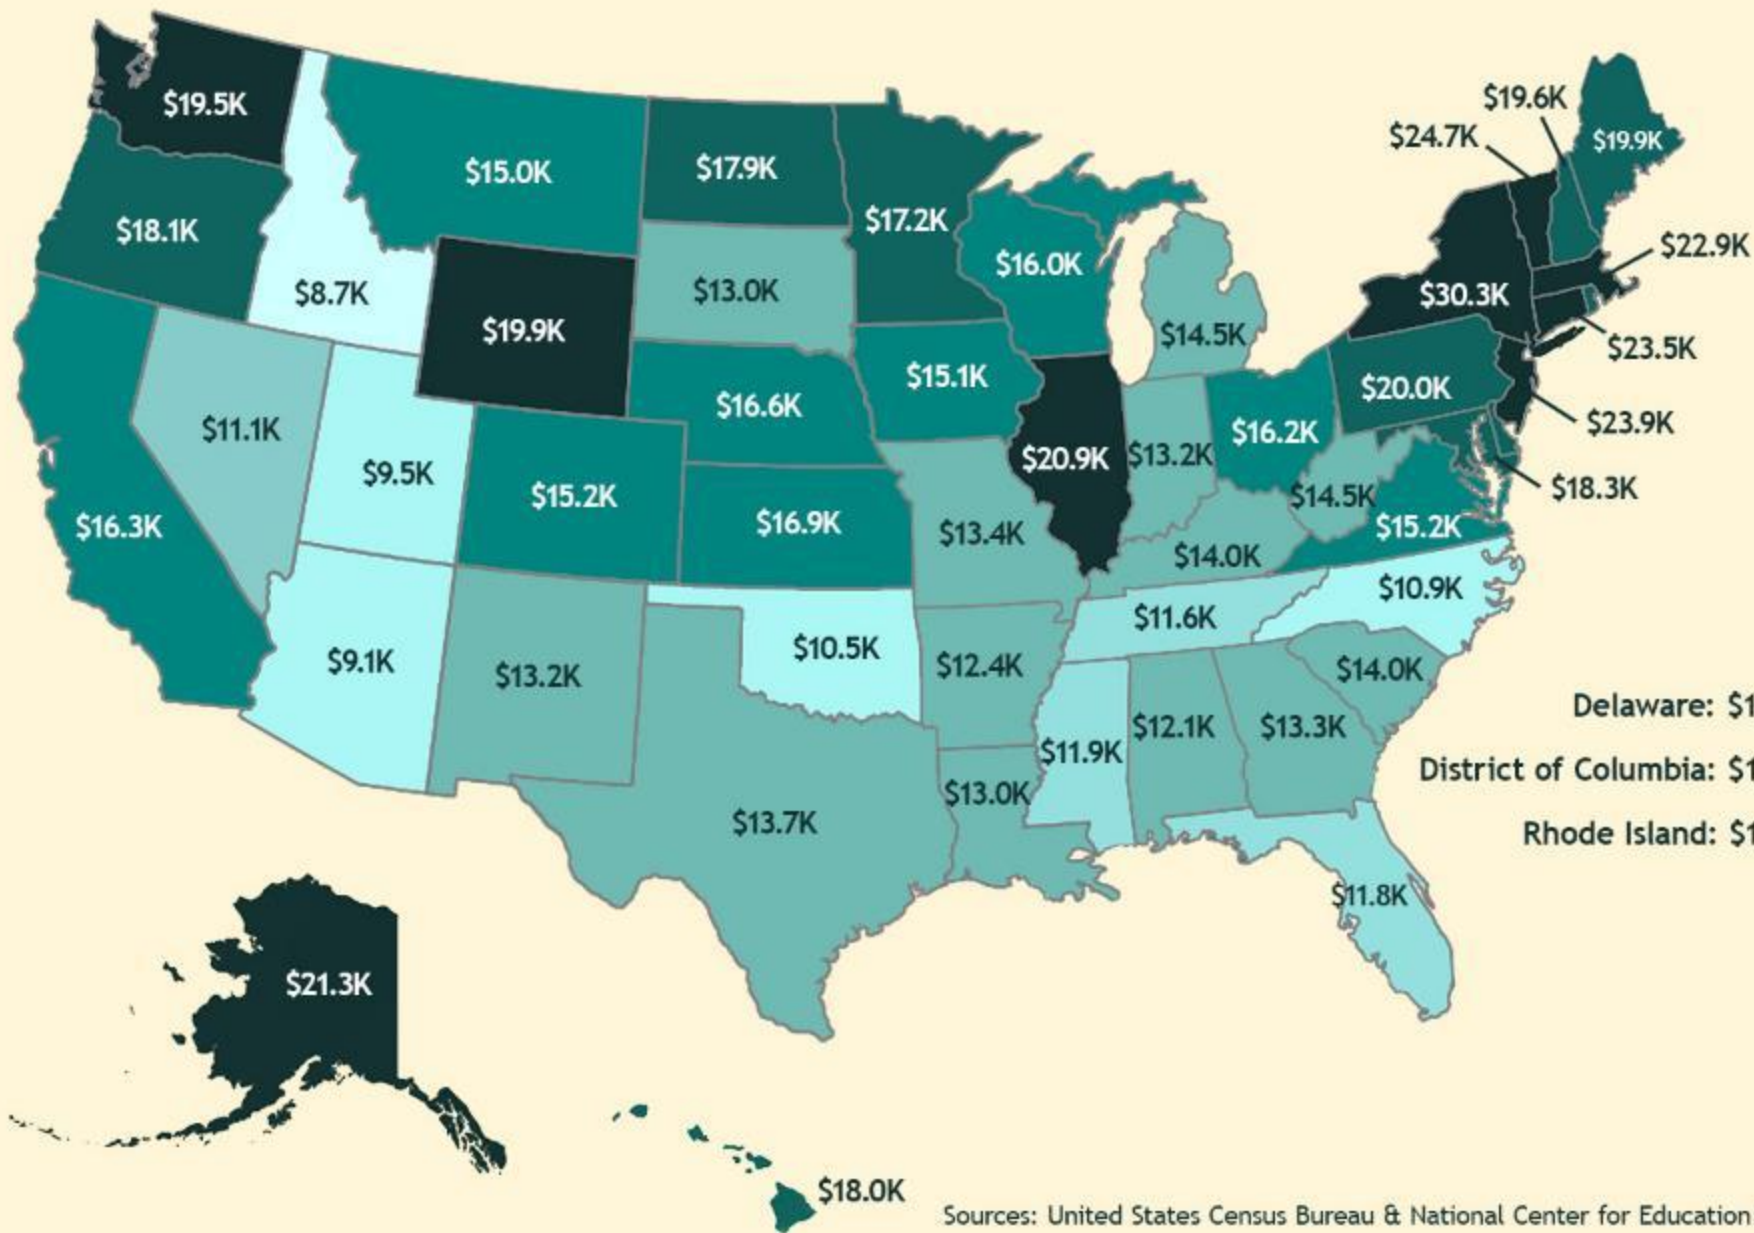 $19.6K
$24.7K
$19.5K
$19.9K
$15.0K
$17.9K
$17.2K
$18.1K
$22.9K
$16.0K
$8.7K
$13.0K
$30.3K
$19.9K
$14.5K
$23.5K
$15.1K
$20.0K
$16.6K
$23.9K
$11.1K
$16.2K
$9.5K
$20.9K
$13.2K
$18.3K
$15.2K
$14.5K
$16.3K
$16.9K
$15.2K
$13.4K
$14.0K
$10.9K
$11.6K
$10.5K
$9.1K
$13.2K
$12.4K
$14.0K
Delaware: $1
$12.1K
$13.3K
$11.9K
District of Columbia: $1
$13.0K
$13.7K
Rhode Island: $1
$11.8K
$21.3K
$18.0K
Sources: United States Census Bureau & National Center for Education